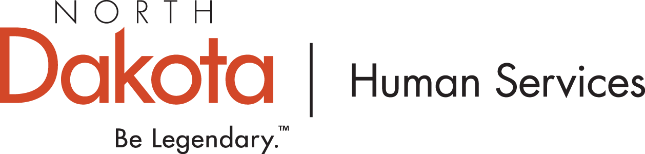 NORTH
Dakota | Human Services
Be Legendary.™